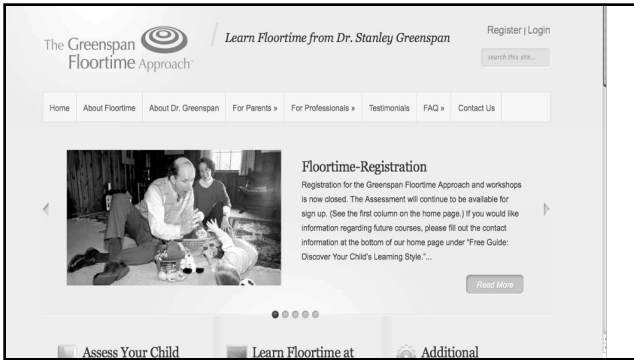 The Greenspan
Floortime Approach™
Learn Floortime from Dr. Stanley Greenspan
Register | Login
search this site...
Home About Floortime About Dr. Greenspan For Parents » For Professionals » Testimonials FAQ » Contact Us
Floortime-Registration
Registration for the Greenspan Floortime Approach and workshops
is now closed. The Assessment will continue to be available for
sign up. (See the first column on the home page.) If you would like
information regarding future courses, please fill out the contact
information at the bottom of our home page under "Free Guide:
Discover Your Child's Learning Style."...
Read More
Assess Your Child
Learn Floortime at
Additional